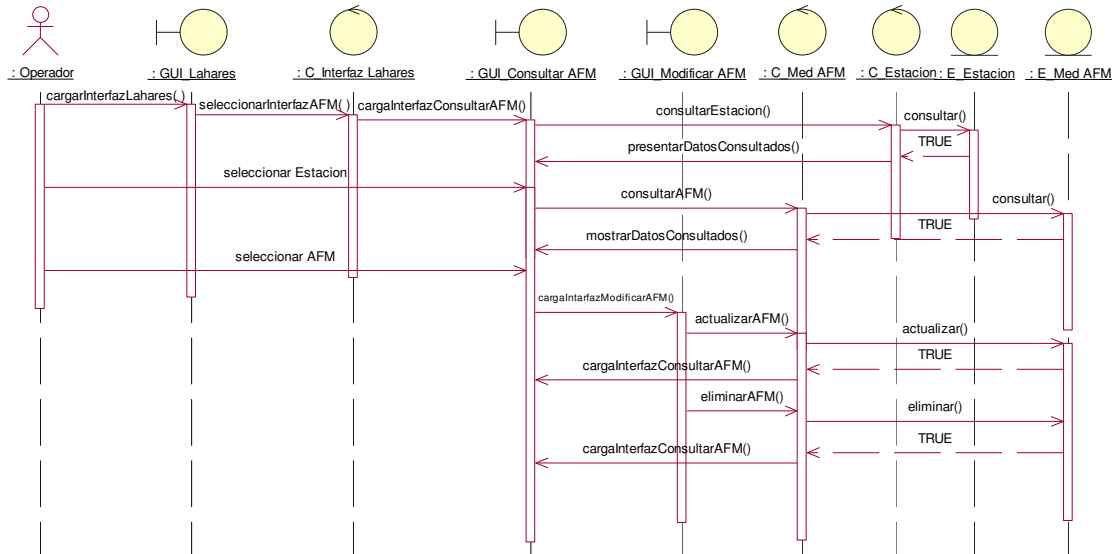 : Operador
: GUI_Lahares
: C_Interfaz Lahares
: GUI_Consultar AFM
: GUI_Modificar AFM
: C_Med AFM
: C_Estacion
: E_Estacion
: E_Med AFM
cargarInterfazLahares( )
seleccionarInterfazAFM( )
cargaInterfazConsultarAFM()
consultarEstacion()
consultar()
TRUE
presentarDatosConsultados()
seleccionar Estacion
consultarAFM()
consultar()
TRUE
mostrarDatosConsultados()
seleccionar AFM
cargaIntarfazModificarAFM()
actualizarAFM()
actualizar()
TRUE
cargaInterfazConsultarAFM()
eliminarAFM()
eliminar()
TRUE
cargaInterfazConsultarAFM()